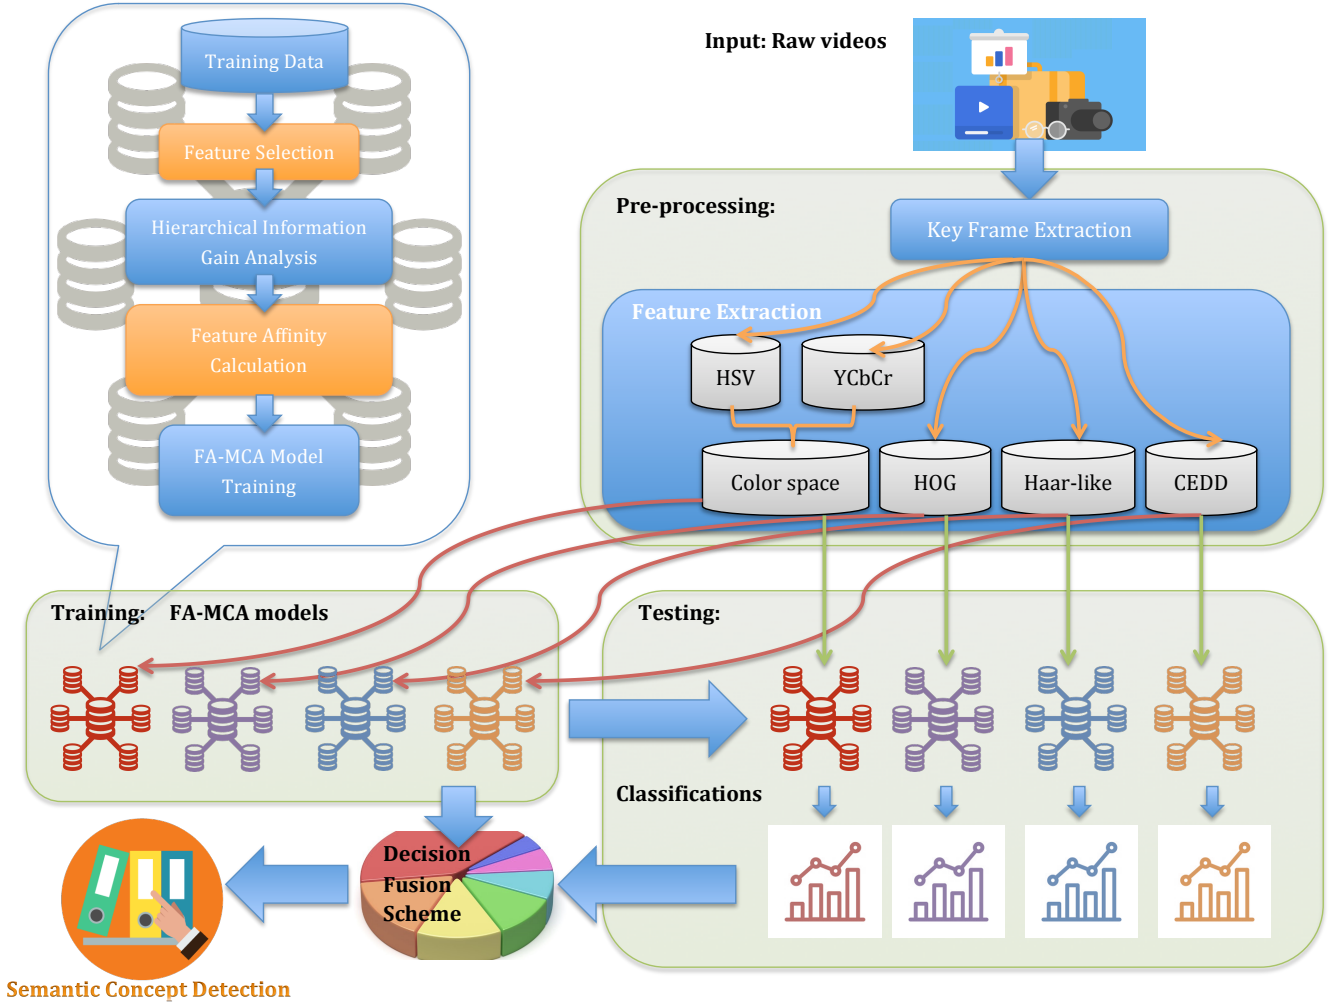 Training Data
Feature Selection
Hierarchical Information
Gain Analysis
Feature Affinity
Calculation
FA-MCA Model
Training
Input: Raw videos
Pre-processing:
Key Frame Extraction
Feature Extraction
HSV
YCbCr
Color space
HOG
Haar-like
CEDD
Training: FA-MCA models
Testing:
Classifications
Decision
Fusion
Scheme
Semantic Concept Detection